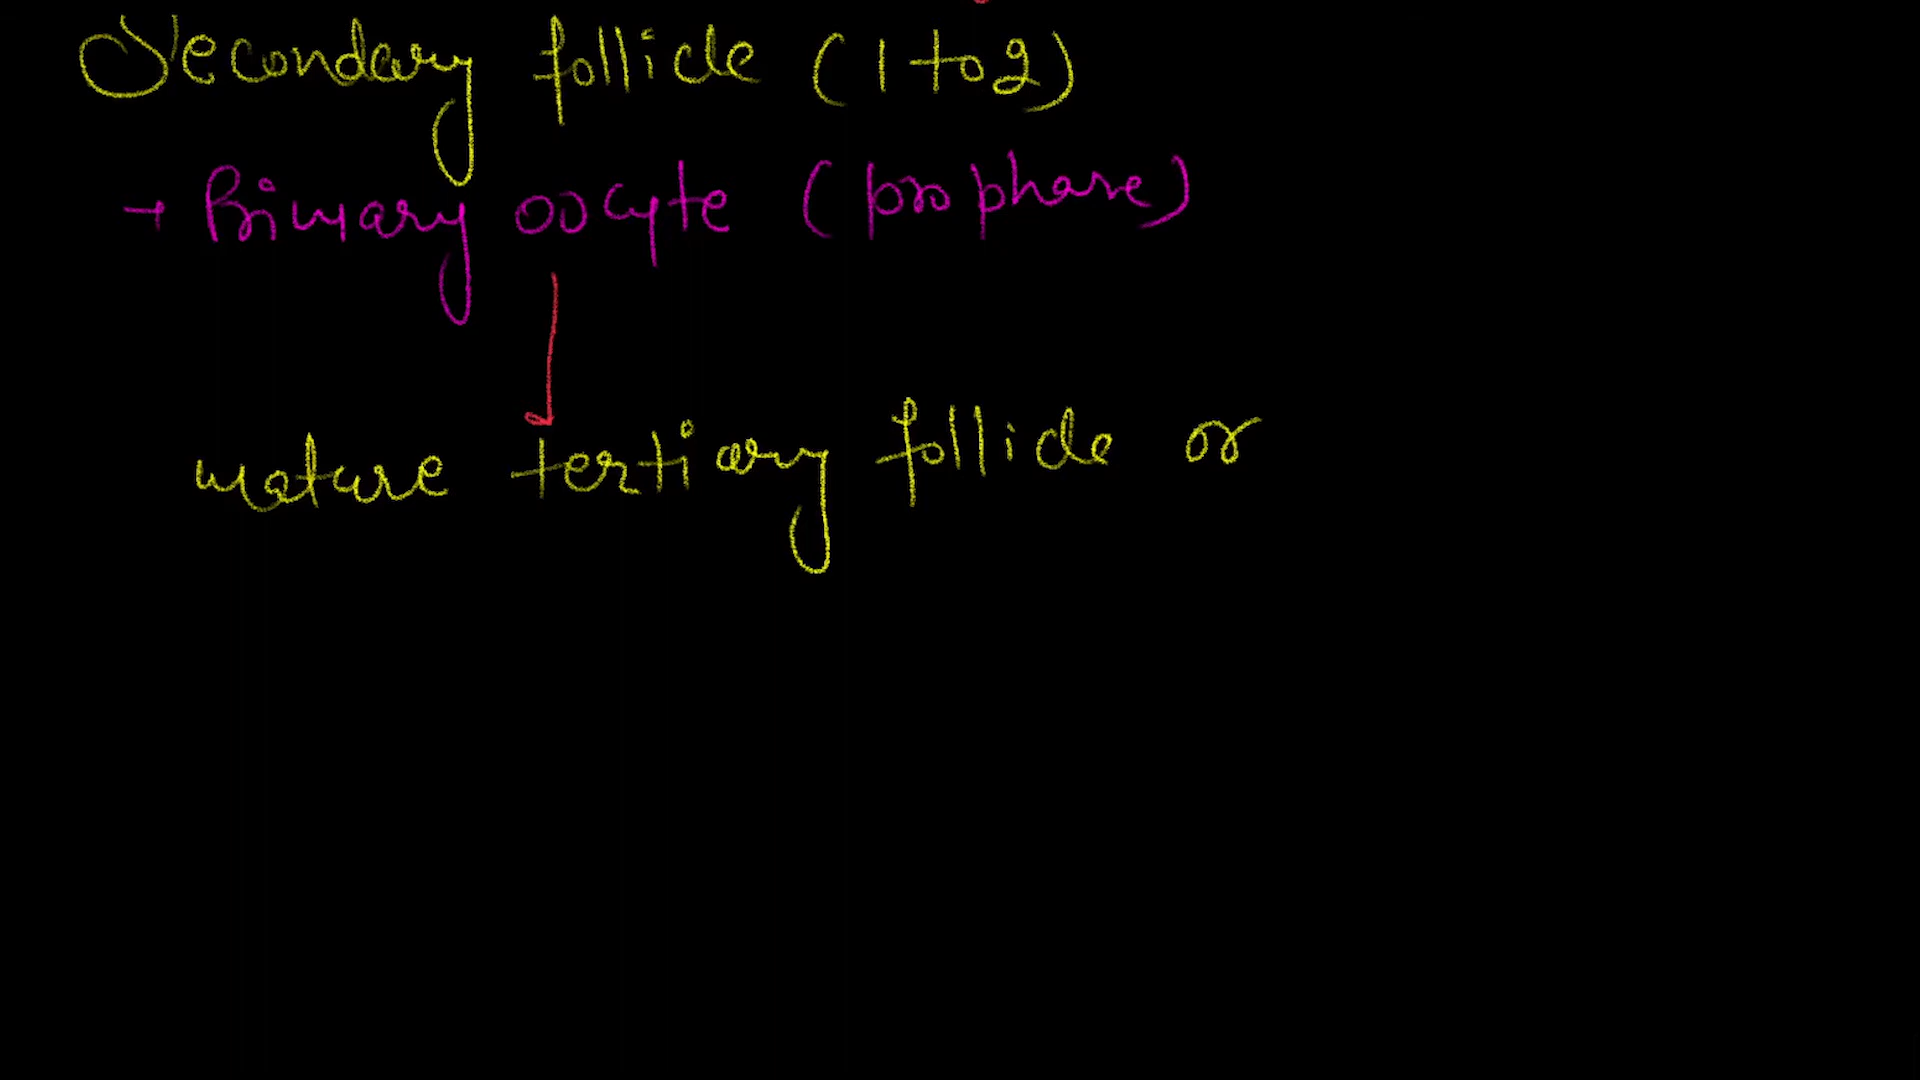 Secondary follicle (1 to 2)
→ Primary oocyte (prophase)
mature tertiary follicle or